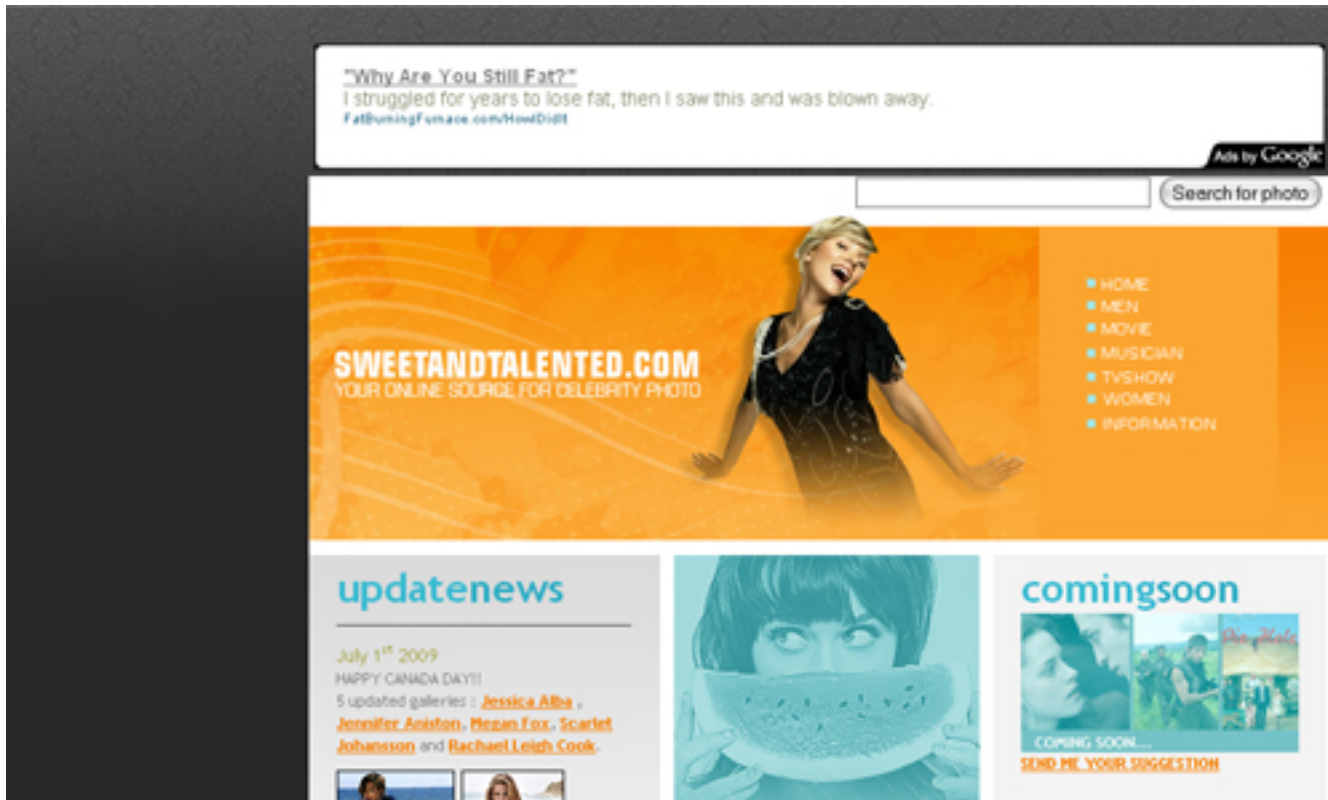 "Why Are You Still Fat?"
I struggled for years to lose fat, then I saw this and was blown away.
FatBurningFurnace.com/HowIDidIt
Ads by Google
Search for photo
SWEETANDTALENTED.COM
YOUR ONLINE SOURCE FOR CELEBRITY PHOTO
HOME
MEN
MOVIE
MUSICIAN
TVSHOW
WOMEN
INFORMATION
updatenews
July 1st 2009
HAPPY CANADA DAY!!
5 updated galleries : Jessica Alba ,
Jennifer Aniston, Megan Fox, Scarlet
Johansson and Rachael Leigh Cook.
comingsoon
COMING SOON...
SEND ME YOUR SUGGESTION